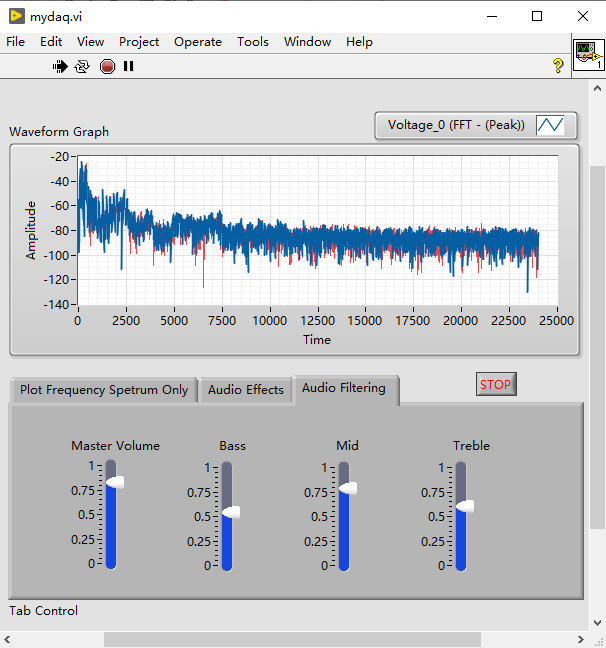 mydaq.vi
File Edit View Project Operate Tools Window Help
? 1
Voltage_0 (FFT - (Peak))
Waveform Graph
-20
-40
-60
-80
-100
-120
-140
Amplitude
0 2500 5000 7500 10000 12500 15000 17500 20000 22500 25000
Time
Plot Frequency Spetrum Only Audio Effects Audio Filtering STOP
Master Volume Bass Mid Treble
1 1 1 1
0.75 0.75 0.75 0.75
0.5 0.5 0.5 0.5
0.25 0.25 0.25 0.25
0 0 0 0
Tab Control